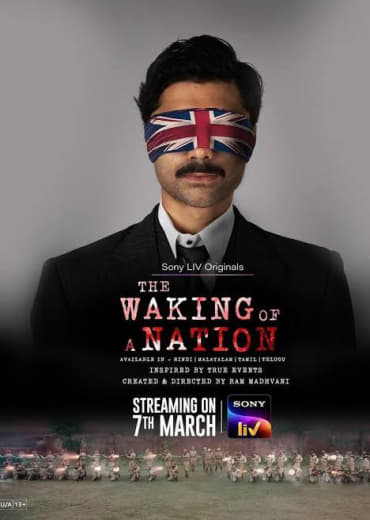 Sony LIV Originals
THE
WAKING OF
A NATION
AVAILABLE IN - HINDI | MALAYALAM | TAMIL | TELUGU
INSPIRED BY TRUE EVENTS
CREATED & DIRECTED BY RAM MADHVANI
STREAMING ON
7TH MARCH
SONY
liv
U/A 13+